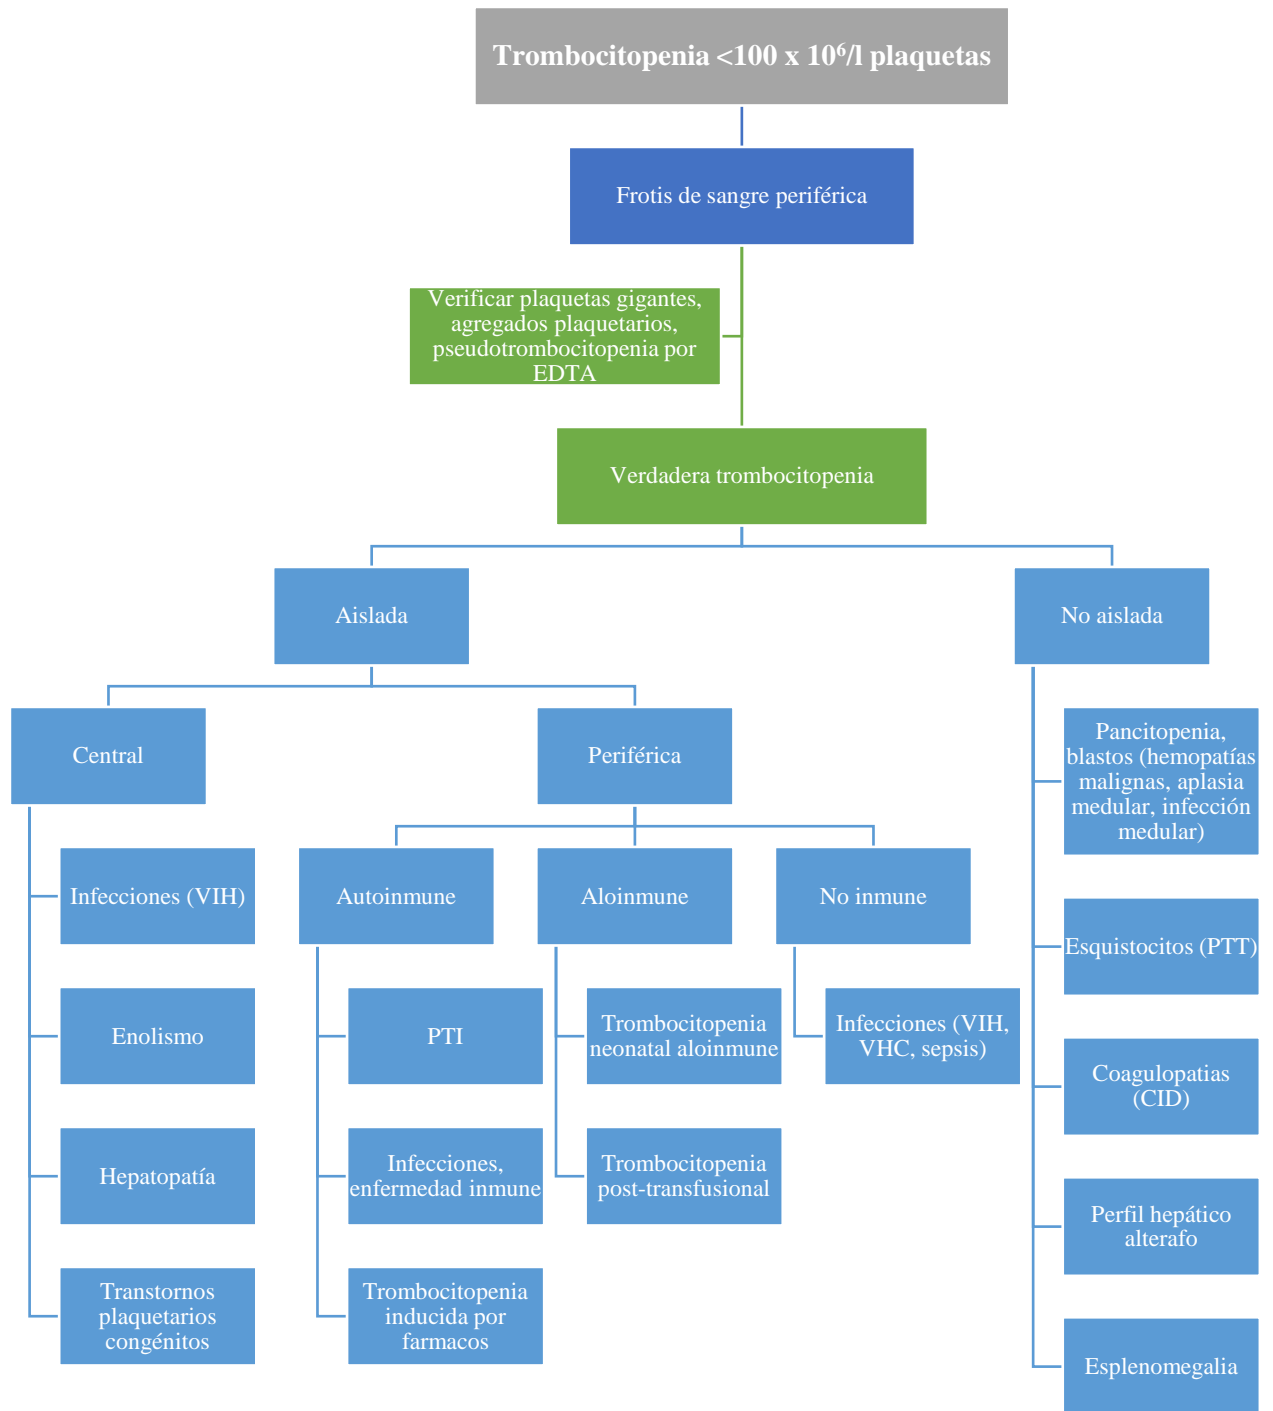 Trombocitopenia <100 x 10⁶/l plaquetas
Frotis de sangre periférica
Verificar plaquetas gigantes,
agregados plaquetarios,
pseudotrombocitopenia por
EDTA
Verdadera trombocitopenia
Aislada
No aislada
Central
Periférica
Pancitopenia,
blastos (hemopatías
malignas, aplasia
medular, infección
medular)
Infecciones (VIH)
Autoinmune
Aloinmune
No inmune
Esquistocitos (PTT)
Enolismo
PTI
Trombocitopenia
neonatal aloinmune
Infecciones (VIH,
VHC, sepsis)
Coagulopatias
(CID)
Hepatopatía
Infecciones,
enfermedad inmune
Trombocitopenia
post-transfusional
Perfil hepático
alterafo
Transtornos
plaquetarios
congénitos
Trombocitopenia
inducida por
farmacos
Esplenomegalia